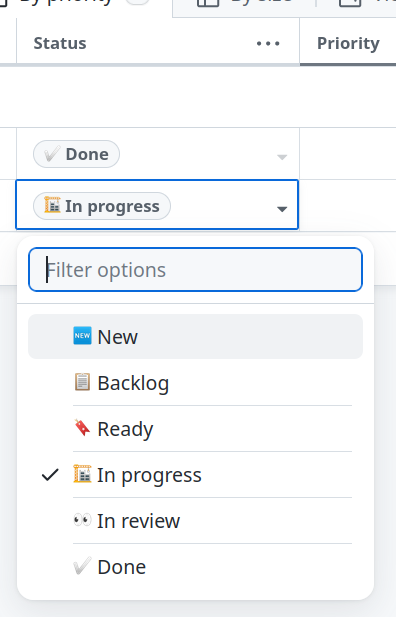 By priority By size
Status ... Priority
✔️ Done
🏗 In progress
Filter options
🆕 New
📋 Backlog
🔖 Ready
🏗 In progress
👀 In review
✔️ Done